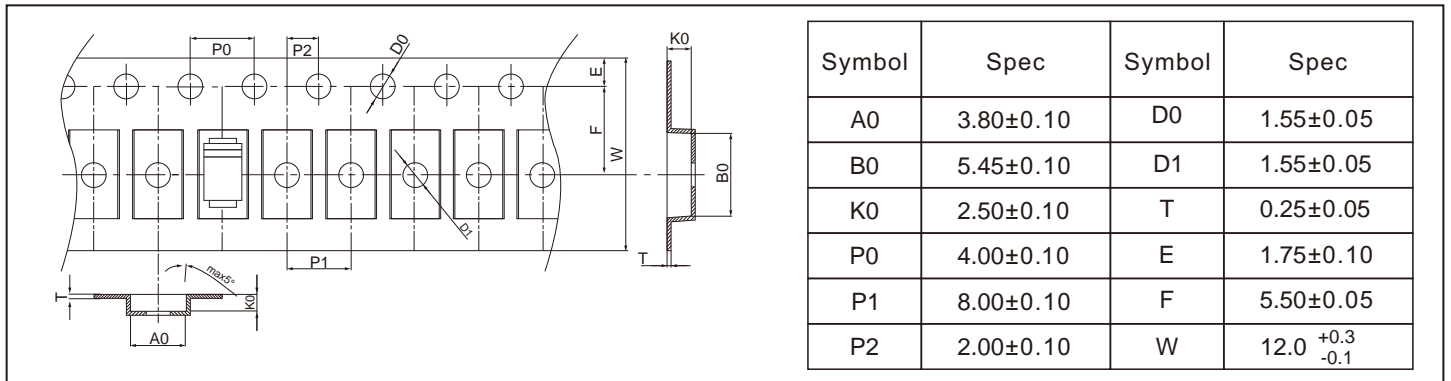 P0
P2
D0
E
F
W
D1
P1
max5°
T
K0
A0
K0
B0
T
Symbol Spec Symbol Spec
A0 3.80±0.10 D0 1.55±0.05
B0 5.45±0.10 D1 1.55±0.05
K0 2.50±0.10 T 0.25±0.05
P0 4.00±0.10 E 1.75±0.10
P1 8.00±0.10 F 5.50±0.05
P2 2.00±0.10 W 12.0 +0.3 -0.1